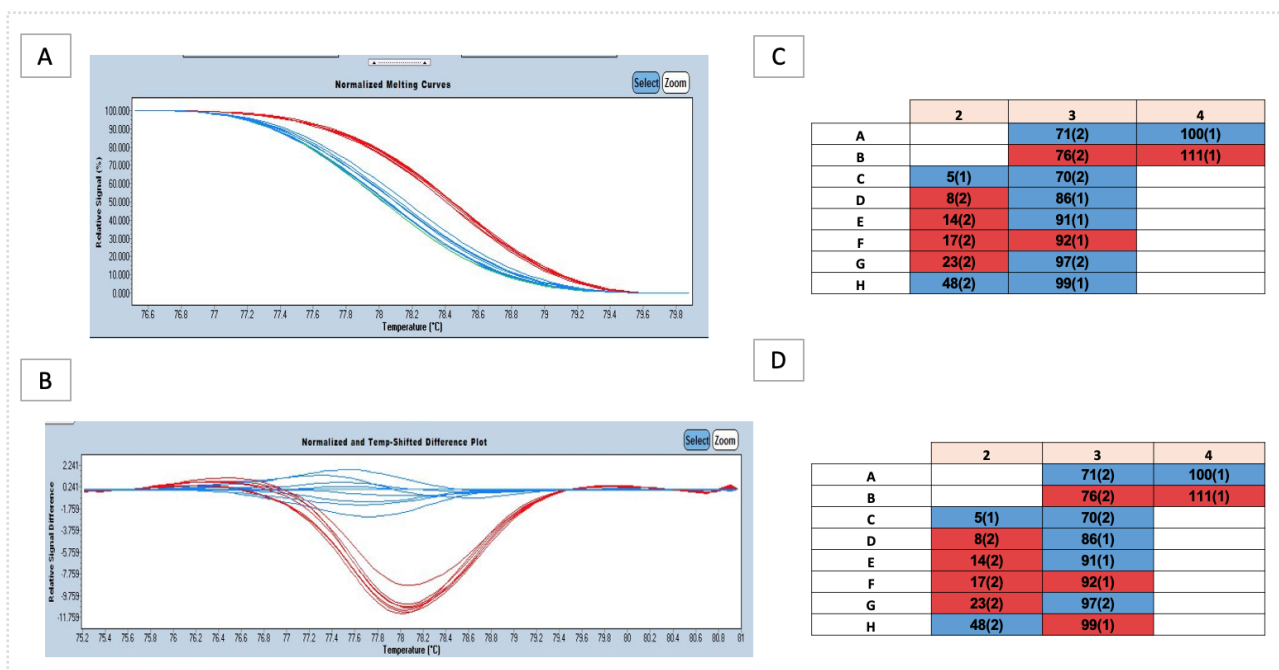 A
Normalized Melting Curves
Select Zoom
100.000
90.000
80.000
70.000
60.000
50.000
40.000
30.000
20.000
10.000
0.000
Relative Signal (%)
76.6 76.8 77 77.2 77.4 77.6 77.8 78 78.2 78.4 78.6 78.8 79 79.2 79.4 79.6 79.8
Temperature (°C)
B
Normalized and Temp-Shifted Difference Plot
Select Zoom
2.241
0.241
-1.759
-3.759
-5.759
-7.759
-9.759
-11.759
Relative Signal Difference
75.2 75.4 75.6 75.8 76 76.2 76.4 76.6 76.8 77 77.2 77.4 77.6 77.8 78 78.2 78.4 78.6 78.8 79 79.2 79.4 79.6 79.8 80 80.2 80.4 80.6 80.8 81
Temperature (°C)
C
2 3 4
A 71(2) 100(1)
B 76(2) 111(1)
C 5(1) 70(2)
D 8(2) 86(1)
E 14(2) 91(1)
F 17(2) 92(1)
G 23(2) 97(2)
H 48(2) 99(1)
D
2 3 4
A 71(2) 100(1)
B 76(2) 111(1)
C 5(1) 70(2)
D 8(2) 86(1)
E 14(2) 91(1)
F 17(2) 92(1)
G 23(2) 97(2)
H 48(2) 99(1)